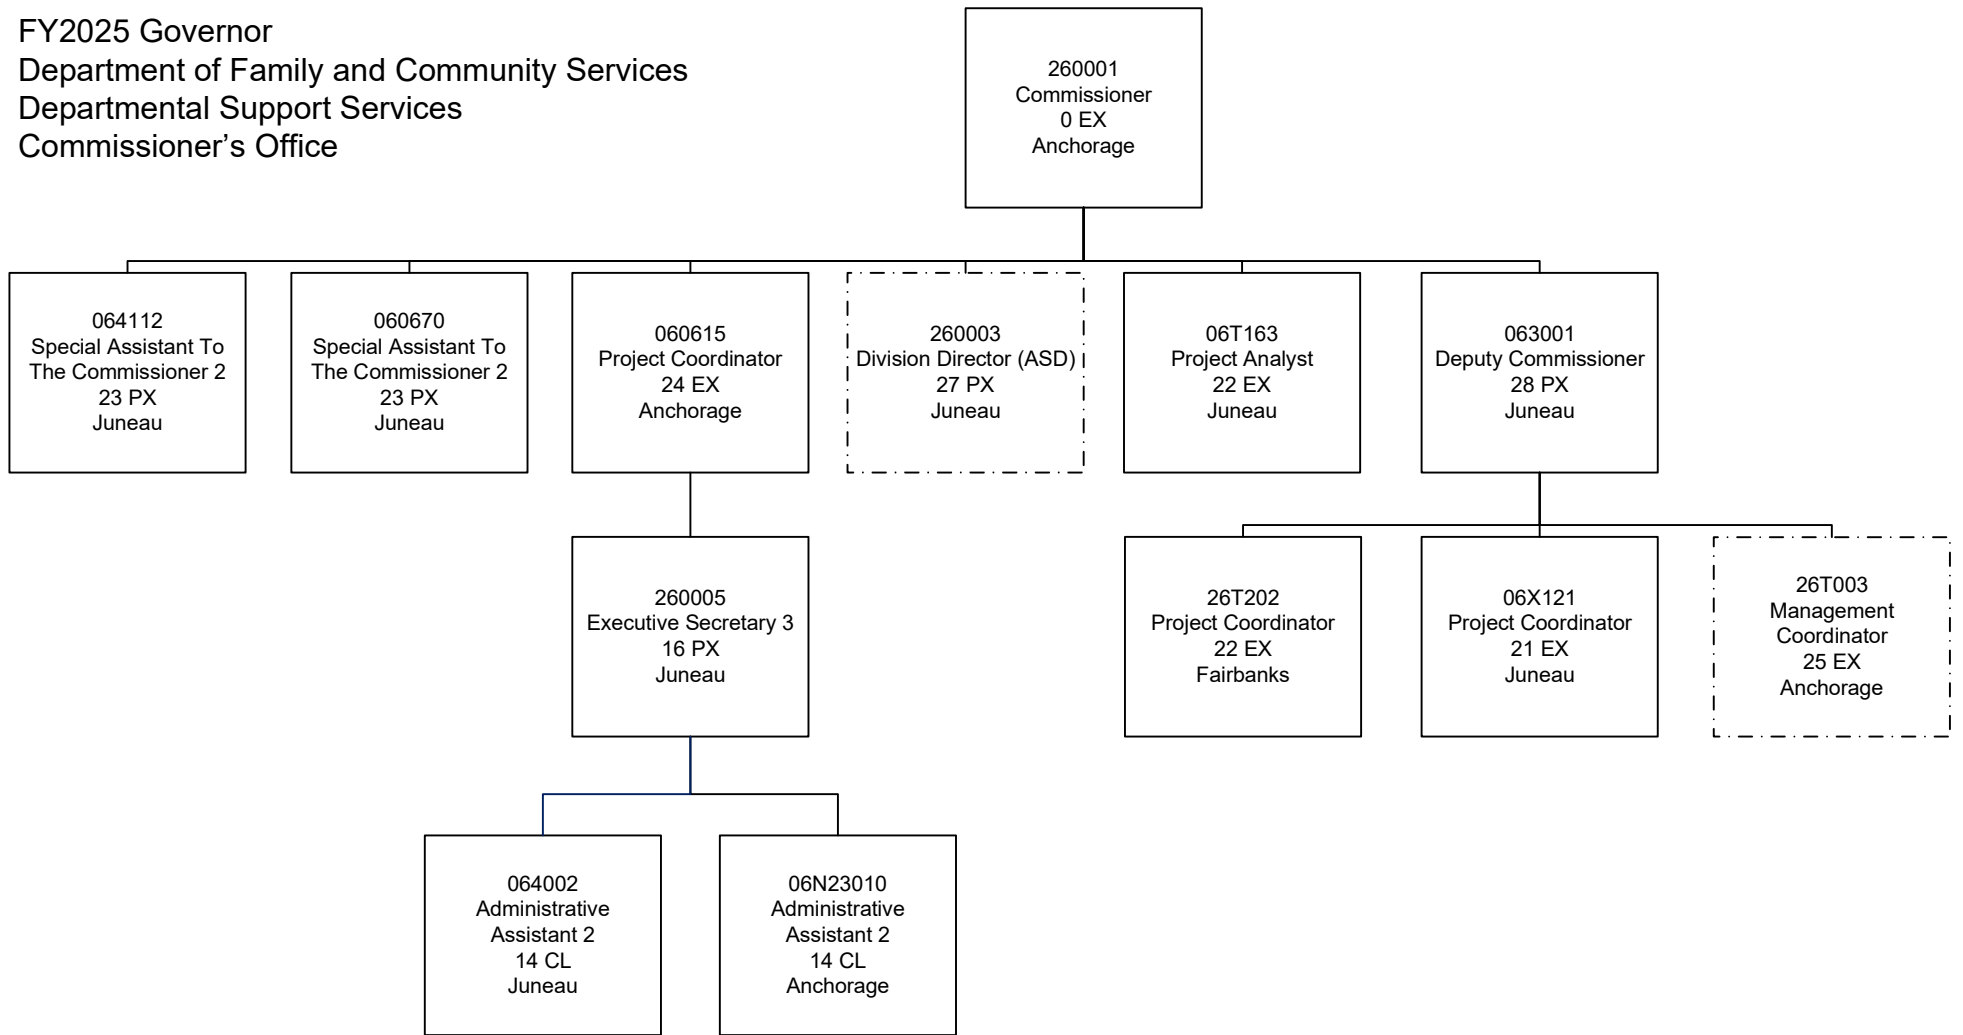 FY2025 Governor
Department of Family and Community Services
Departmental Support Services
Commissioner’s Office
260001
Commissioner
0 EX
Anchorage
064112
Special Assistant To
The Commissioner 2
23 PX
Juneau
060670
Special Assistant To
The Commissioner 2
23 PX
Juneau
060615
Project Coordinator
24 EX
Anchorage
260003
Division Director (ASD)
27 PX
Juneau
06T163
Project Analyst
22 EX
Juneau
063001
Deputy Commissioner
28 PX
Juneau
260005
Executive Secretary 3
16 PX
Juneau
26T202
Project Coordinator
22 EX
Fairbanks
06X121
Project Coordinator
21 EX
Juneau
26T003
Management
Coordinator
25 EX
Anchorage
064002
Administrative
Assistant 2
14 CL
Juneau
06N23010
Administrative
Assistant 2
14 CL
Anchorage